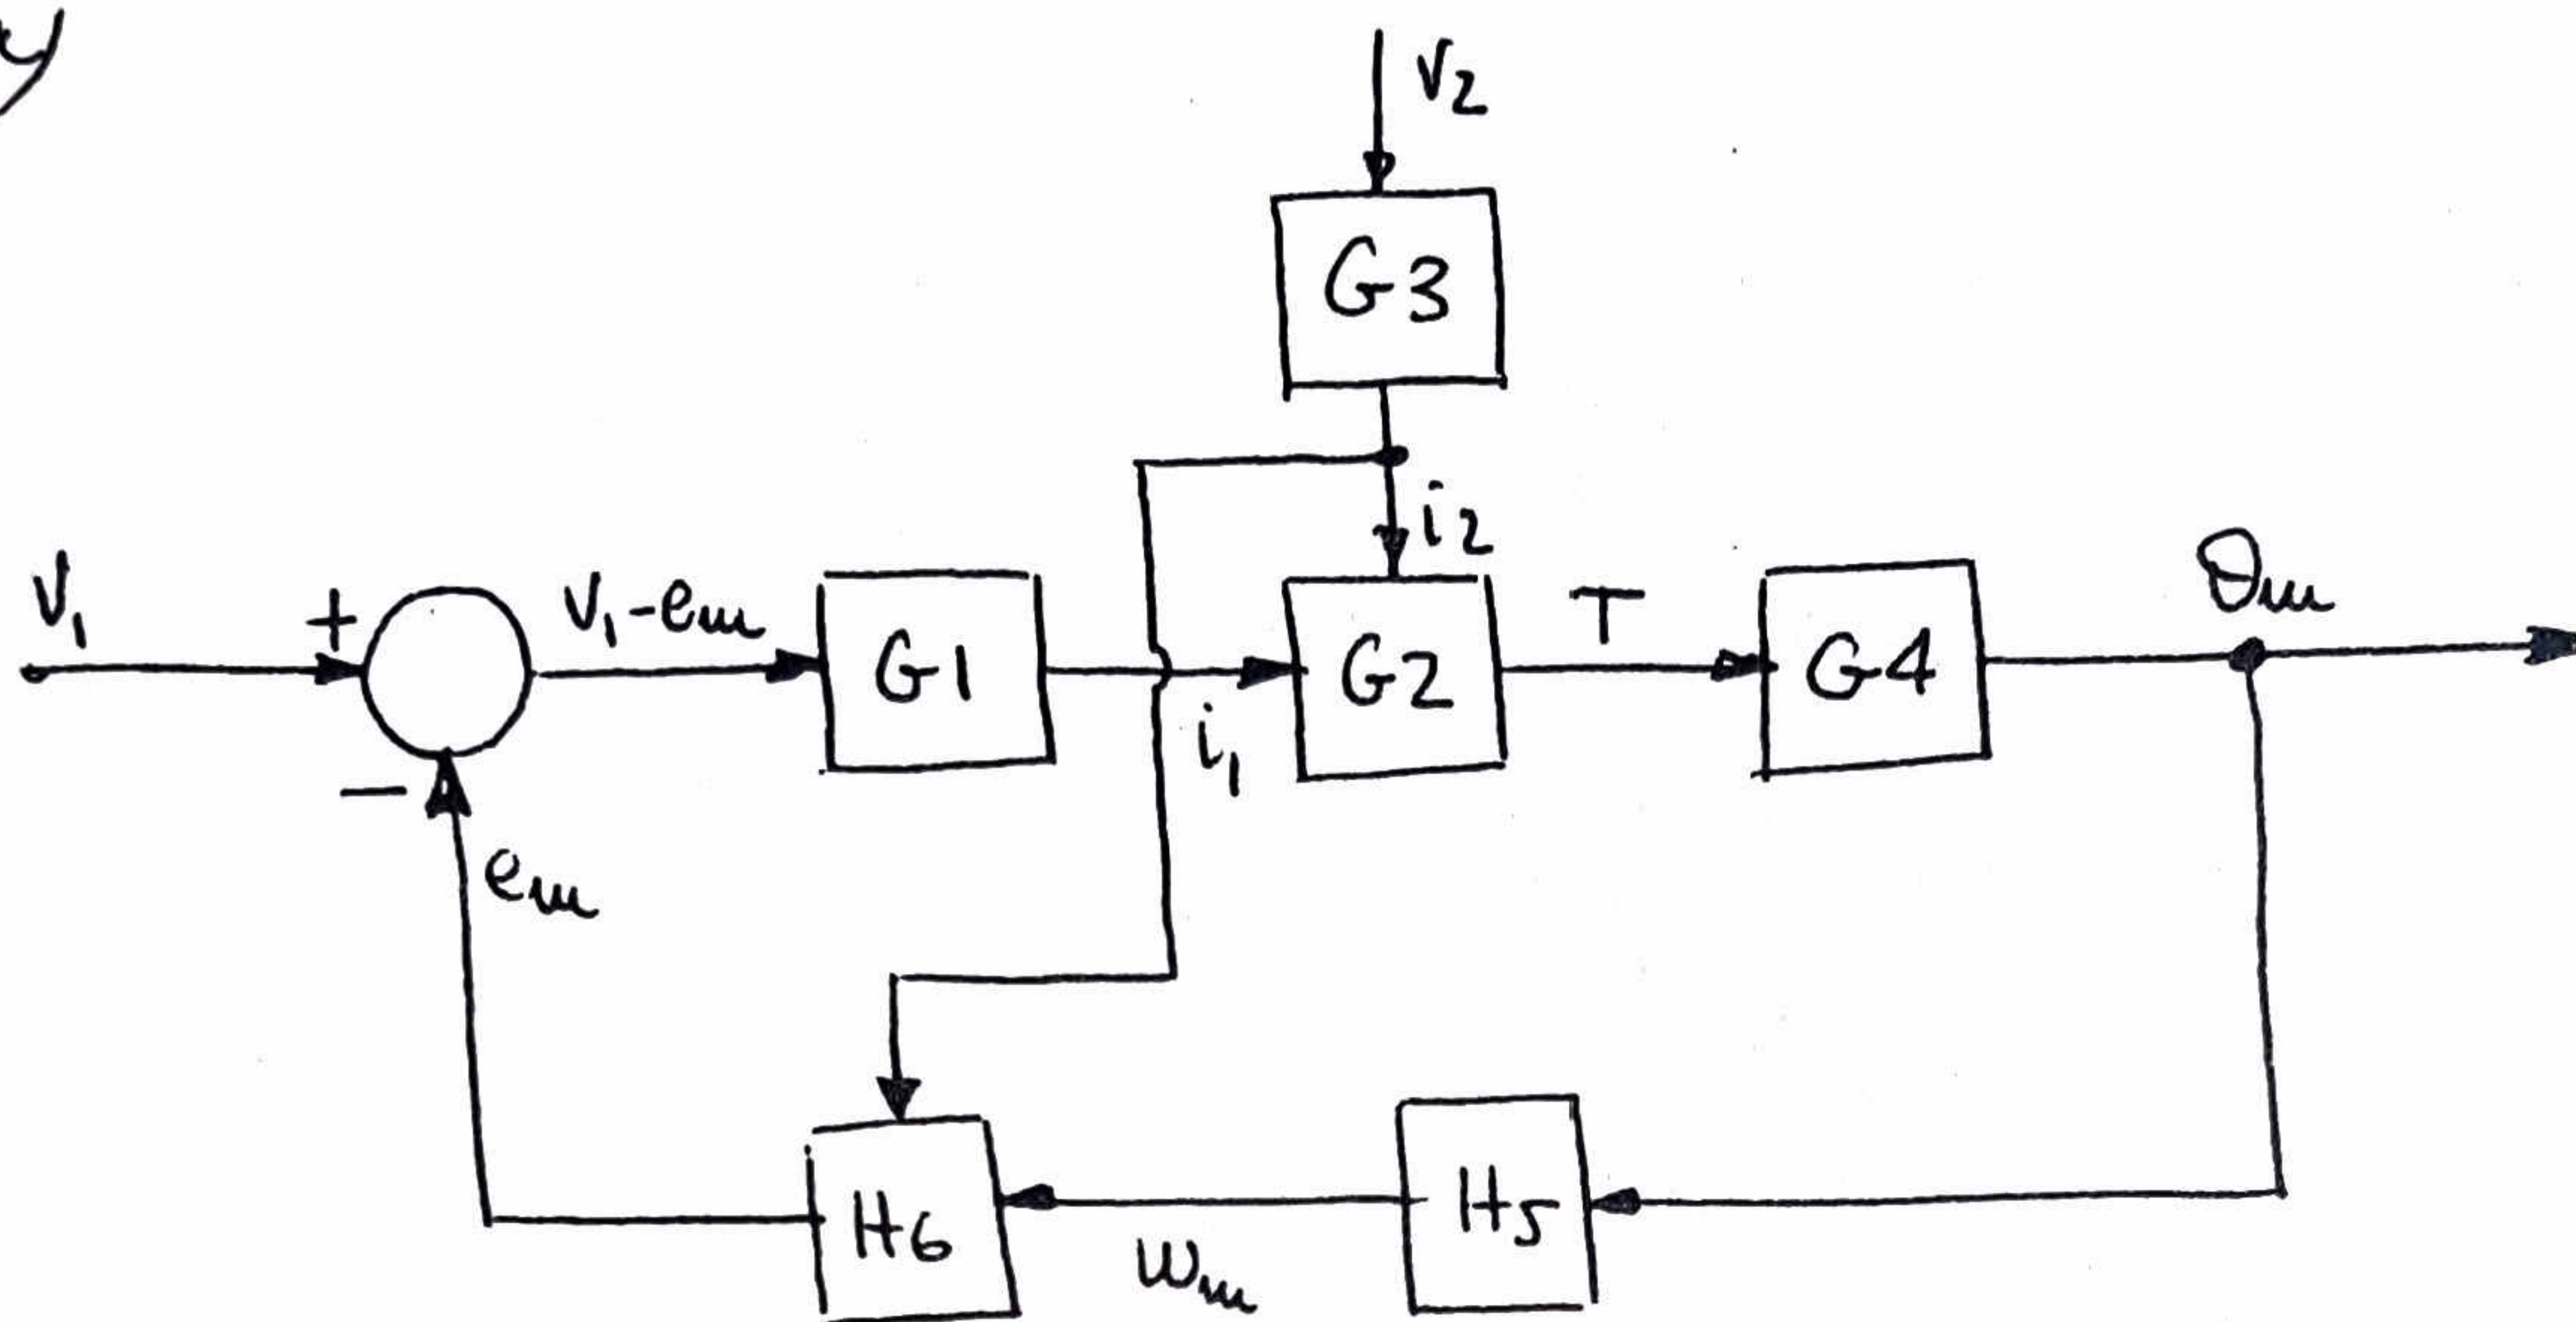 y
V2
G3
i2
V1 + V1-em G1 i1 G2 T G4 θm
−
em
H6 ωm H5